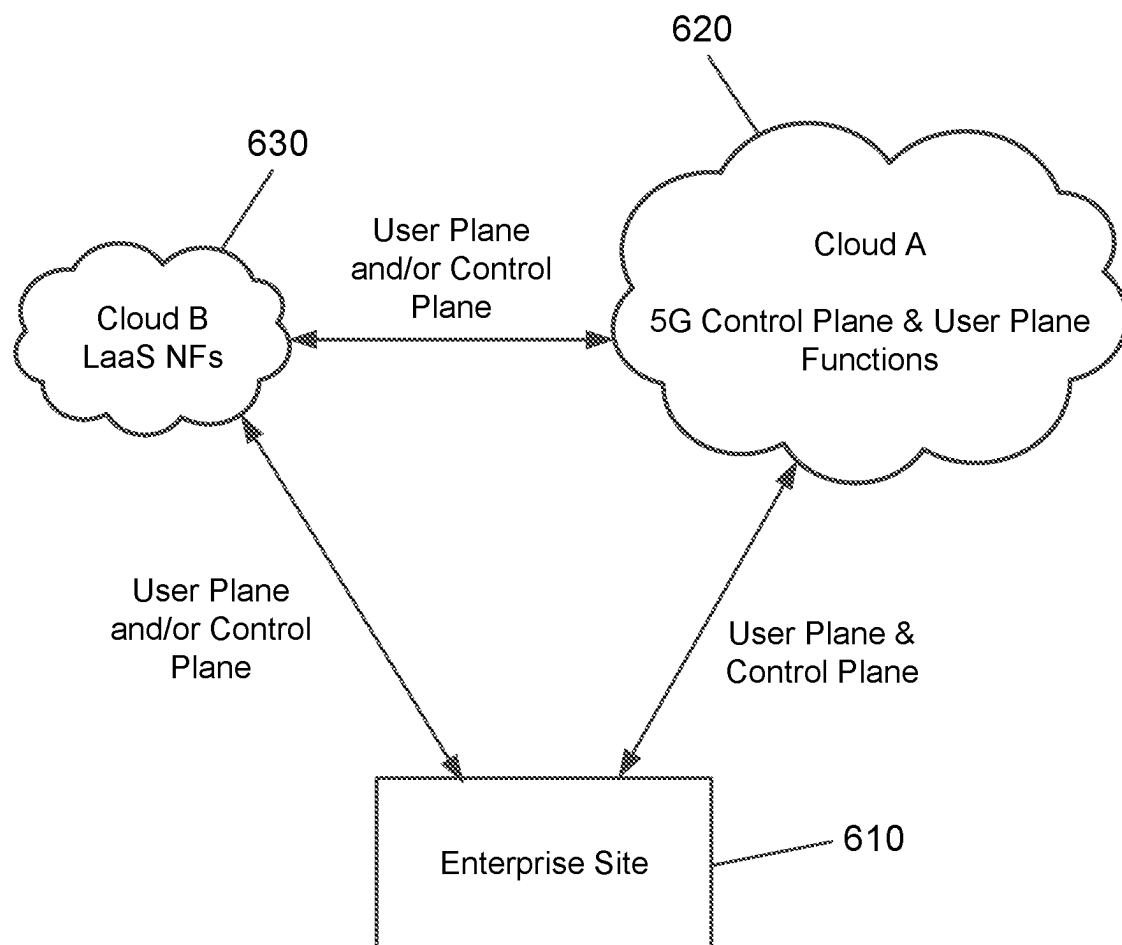 620
630
User Plane
and/or Control
Plane
Cloud A
5G Control Plane & User Plane
Functions
Cloud B
LaaS NFs
User Plane
and/or Control
Plane
User Plane &
Control Plane
Enterprise Site
610